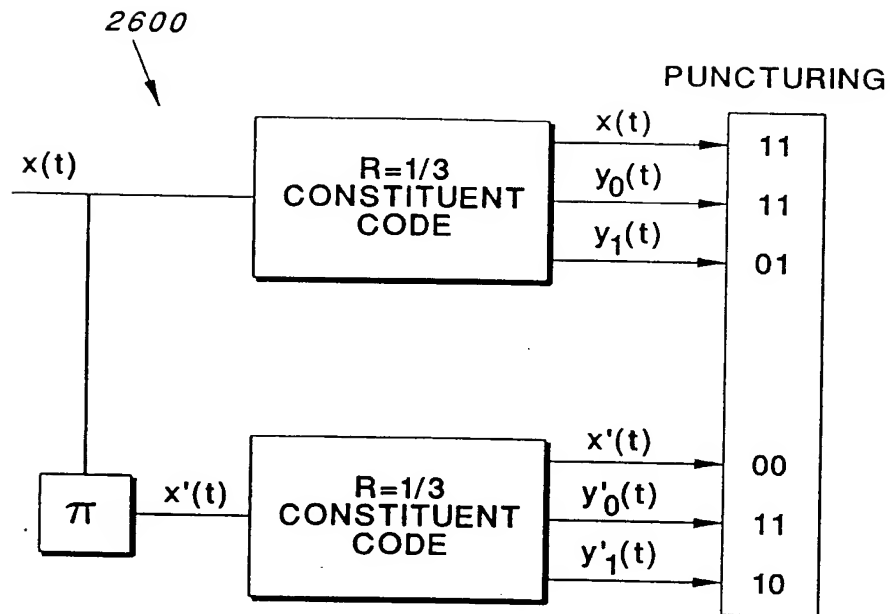 2600
PUNCTURING
x(t)
R=1/3
CONSTITUENT
CODE
x(t)
11
y0(t)
11
y1(t)
01
π
x'(t)
R=1/3
CONSTITUENT
CODE
x'(t)
00
y'0(t)
11
y'1(t)
10